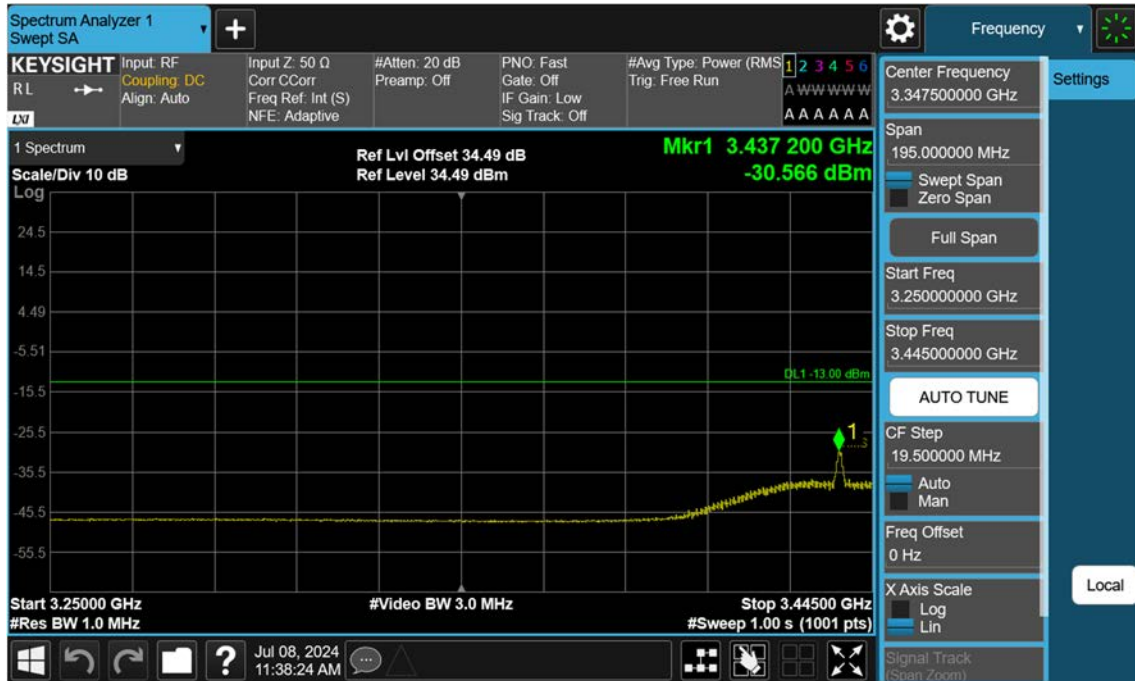 Spectrum Analyzer 1
Swept SA
Frequency
KEYSIGHT
R L
LXI
Input: RF
Coupling: DC
Align: Auto
Input Z: 50 Ω
Corr CCorr
Freq Ref: Int (S)
NFE: Adaptive
#Atten: 20 dB
Preamp: Off
PNO: Fast
Gate: Off
IF Gain: Low
Sig Track: Off
#Avg Type: Power (RMS
Trig: Free Run
1 2 3 4 5 6
A W W W W W
A A A A A A
1 Spectrum
Scale/Div 10 dB
Log
Ref Lvl Offset 34.49 dB
Ref Level 34.49 dBm
Mkr1 3.437 200 GHz
-30.566 dBm
24.5
14.5
4.49
-5.51
DL1 -13.00 dBm
-15.5
1
-25.5
-35.5
-45.5
-55.5
Start 3.25000 GHz
#Video BW 3.0 MHz
Stop 3.44500 GHz
#Res BW 1.0 MHz
#Sweep 1.00 s (1001 pts)
Jul 08, 2024
11:38:24 AM
Center Frequency
3.347500000 GHz
Span
195.000000 MHz
Swept Span
Zero Span
Full Span
Start Freq
3.250000000 GHz
Stop Freq
3.445000000 GHz
AUTO TUNE
CF Step
19.500000 MHz
Auto
Man
Freq Offset
0 Hz
X Axis Scale
Log
Lin
Signal Track
(Span Zoom)
Settings
Local